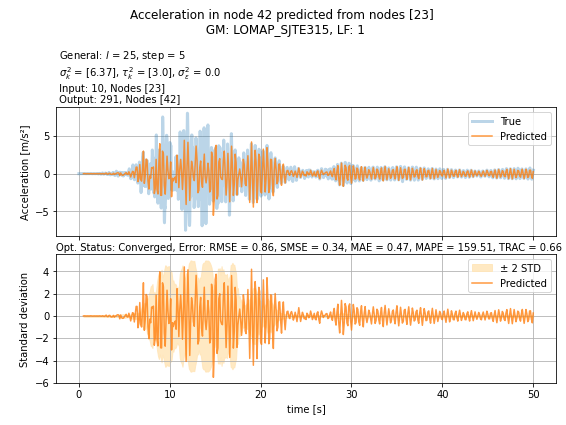 Acceleration in node 42 predicted from nodes [23]
GM: LOMAP_SJTE315, LF: 1
General: l = 25, step = 5
σ²ₖ = [6.37], τ²ₖ = [3.0], σ²ε = 0.0
Input: 10, Nodes [23]
Output: 291, Nodes [42]
True
Predicted
5
0
−5
Acceleration [m/s²]
Opt. Status: Converged, Error: RMSE = 0.86, SMSE = 0.34, MAE = 0.47, MAPE = 159.51, TRAC = 0.66
± 2 STD
Predicted
4
2
0
−2
−4
−6
Standard deviation
0 10 20 30 40 50
time [s]